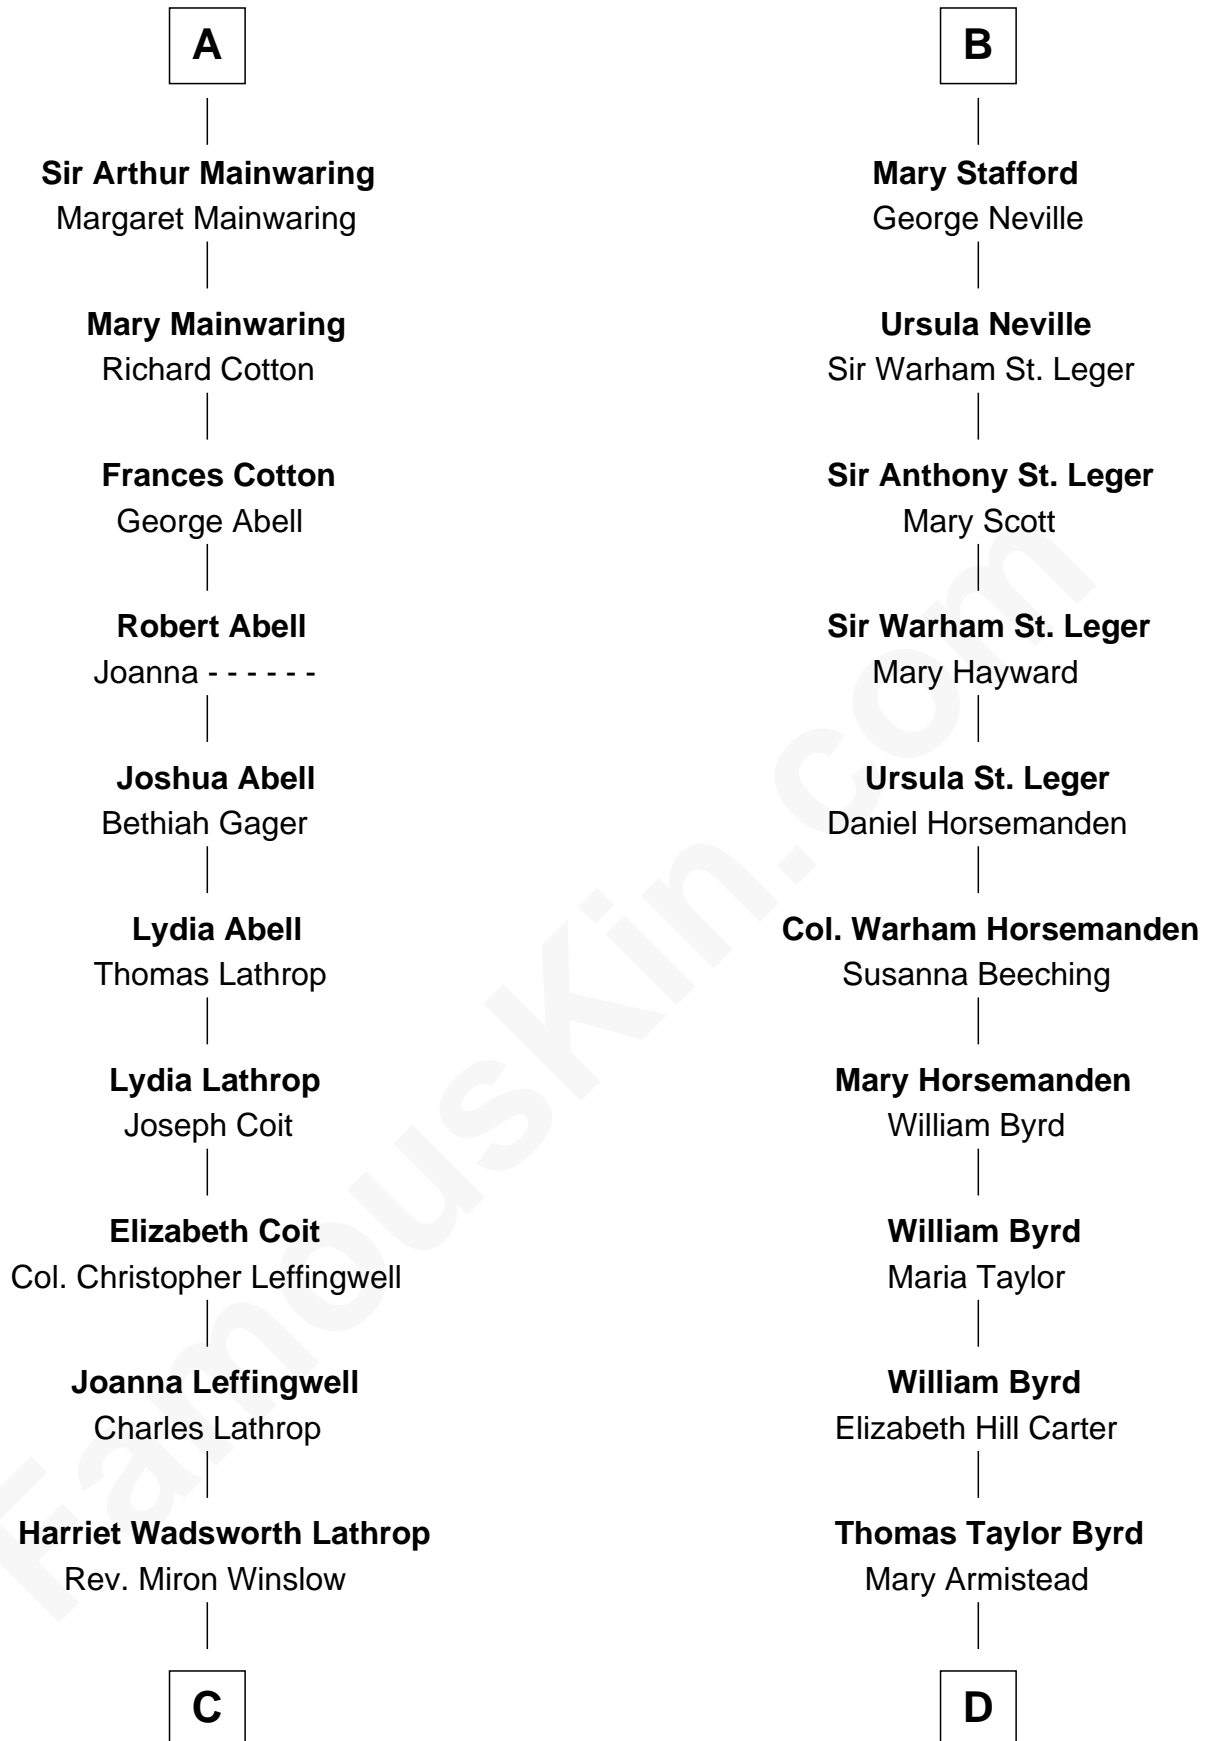 A
Sir Arthur Mainwaring
Margaret Mainwaring
Mary Mainwaring
Richard Cotton
Frances Cotton
George Abell
Robert Abell
Joanna - - - - - -
Joshua Abell
Bethiah Gager
Lydia Abell
Thomas Lathrop
Lydia Lathrop
Joseph Coit
Elizabeth Coit
Col. Christopher Leffingwell
Joanna Leffingwell
Charles Lathrop
Harriet Wadsworth Lathrop
Rev. Miron Winslow
C
B
Mary Stafford
George Neville
Ursula Neville
Sir Warham St. Leger
Sir Anthony St. Leger
Mary Scott
Sir Warham St. Leger
Mary Hayward
Ursula St. Leger
Daniel Horsemanden
Col. Warham Horsemanden
Susanna Beeching
Mary Horsemanden
William Byrd
William Byrd
Maria Taylor
William Byrd
Elizabeth Hill Carter
Thomas Taylor Byrd
Mary Armistead
D
FamousKin.com